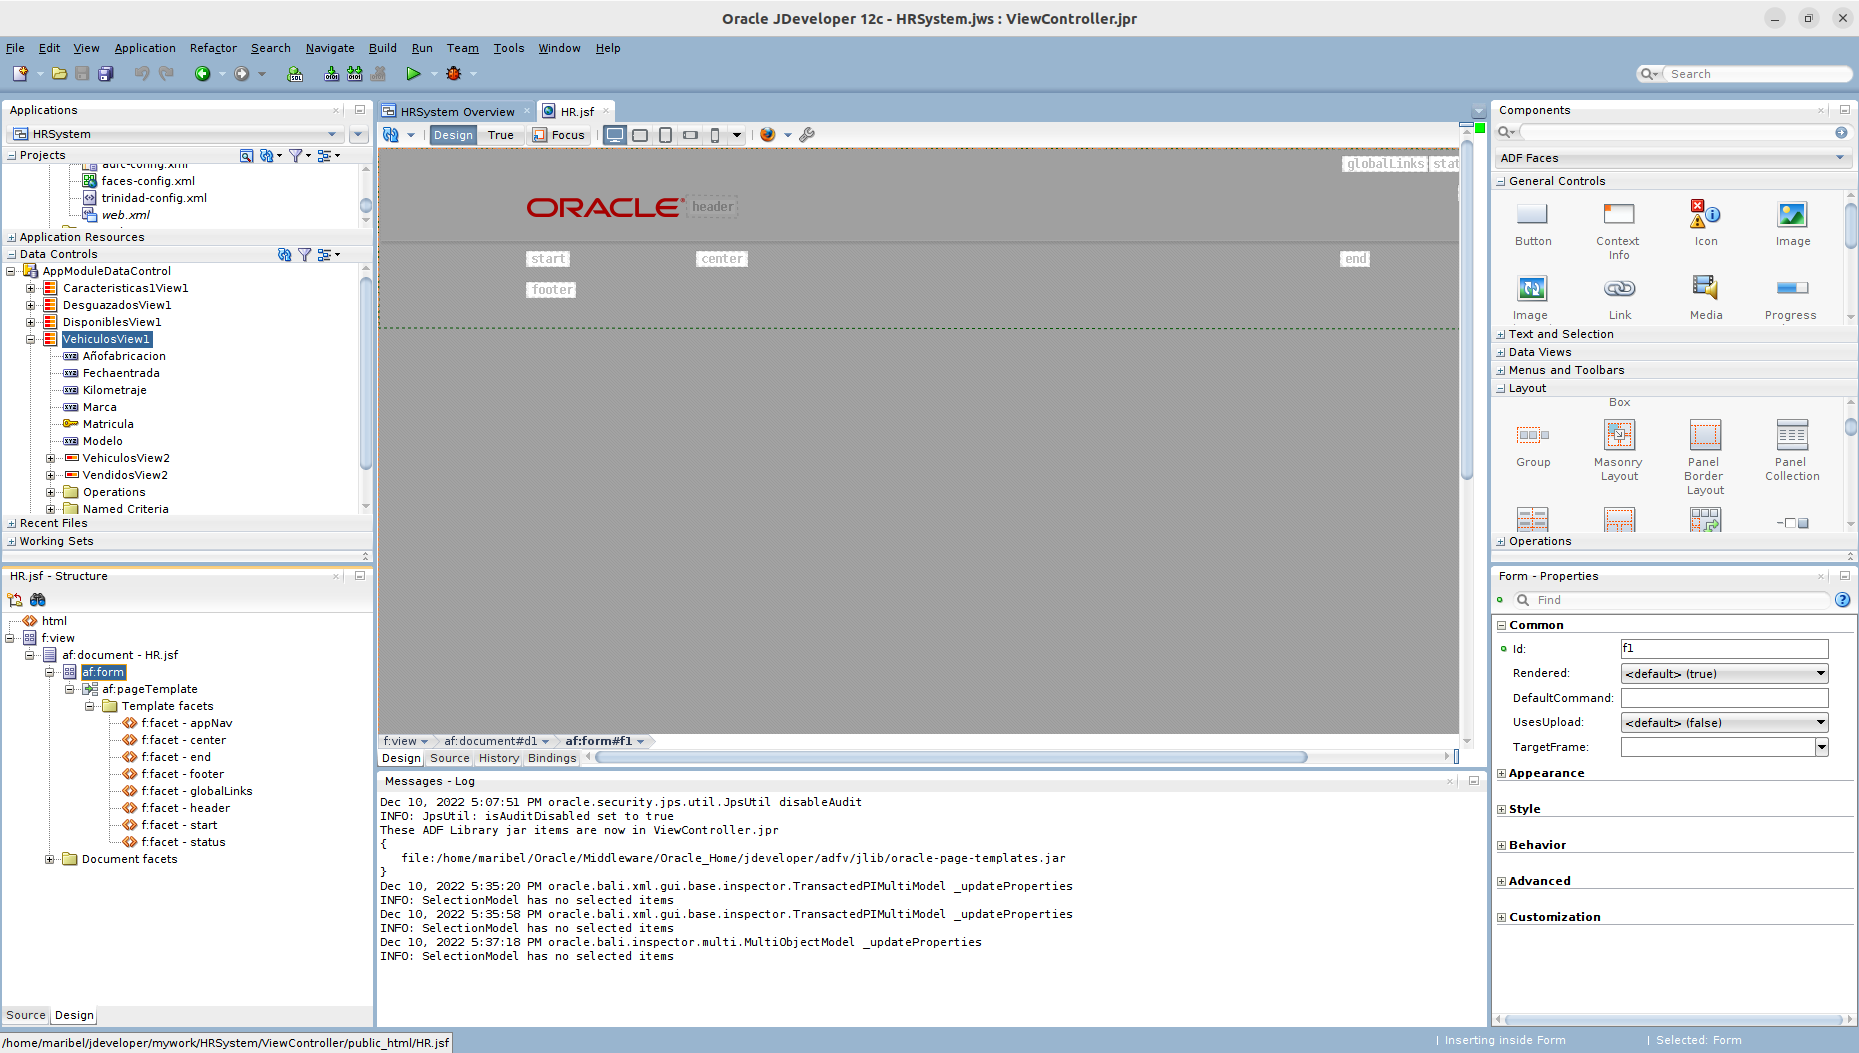 Oracle JDeveloper 12c - HRSystem.jws : ViewController.jpr
File Edit View Application Refactor Search Navigate Build Run Team Tools Window Help
Search
Applications
HRSystem
Projects
adfc-config.xml
faces-config.xml
trinidad-config.xml
web.xml
Application Resources
Data Controls
AppModuleDataControl
Caracteristicas1View1
DesguazadosView1
DisponiblesView1
VehiculosView1
Añofabricacion
Fechaentrada
Kilometraje
Marca
Matricula
Modelo
VehiculosView2
VendidosView2
Operations
Named Criteria
Recent Files
Working Sets
HR.jsf - Structure
html
f:view
af:document - HR.jsf
af:form
af:pageTemplate
Template facets
f:facet - appNav
f:facet - center
f:facet - end
f:facet - footer
f:facet - globalLinks
f:facet - header
f:facet - start
f:facet - status
Document facets
Source Design
/home/maribel/jdeveloper/mywork/HRSystem/ViewController/public_html/HR.jsf
HRSystem Overview HR.jsf
Design True Focus
globalLinks stat
ORACLE header
start center end
footer
f:view af:document#d1 af:form#f1
Design Source History Bindings
Messages - Log
Dec 10, 2022 5:07:51 PM oracle.security.jps.util.JpsUtil disableAudit
INFO: JpsUtil: isAuditDisabled set to true
These ADF Library jar items are now in ViewController.jpr
{
file:/home/maribel/Oracle/Middleware/Oracle_Home/jdeveloper/adfv/jlib/oracle-page-templates.jar
}
Dec 10, 2022 5:35:20 PM oracle.bali.xml.gui.base.inspector.TransactedPIMultiModel _updateProperties
INFO: SelectionModel has no selected items
Dec 10, 2022 5:35:58 PM oracle.bali.xml.gui.base.inspector.TransactedPIMultiModel _updateProperties
INFO: SelectionModel has no selected items
Dec 10, 2022 5:37:18 PM oracle.bali.inspector.multi.MultiObjectModel _updateProperties
INFO: SelectionModel has no selected items
Components
ADF Faces
General Controls
Button Context Info Icon Image
Image Link Media Progress
Text and Selection
Data Views
Menus and Toolbars
Layout
Box
Group Masonry Layout Panel Border Layout Panel Collection
Operations
Form - Properties
Find
Common
Id: f1
Rendered: <default> (true)
DefaultCommand:
UsesUpload: <default> (false)
TargetFrame:
Appearance
Style
Behavior
Advanced
Customization
Inserting inside Form
Selected: Form